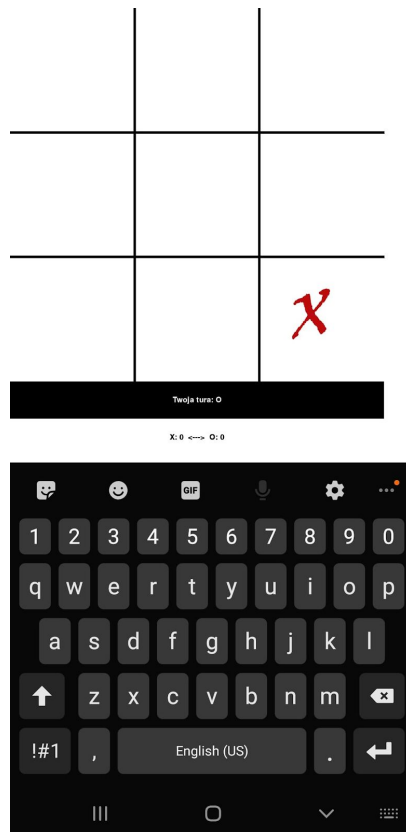 X
Twoja tura: O
X: 0 <---> O: 0
GIF
1 2 3 4 5 6 7 8 9 0
q w e r t y u i o p
a s d f g h j k l
z x c v b n m
!#1 , English (US) .